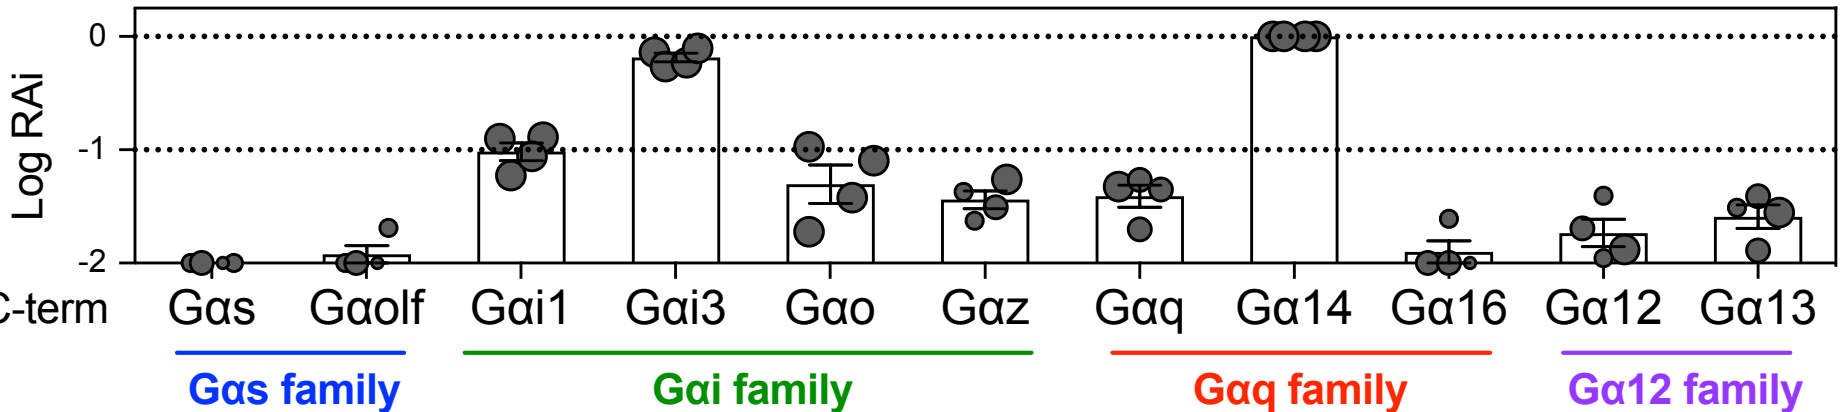 Log RAi
0
-1
-2
C-term Gαs Gαolf Gαi1 Gαi3 Gαo Gαz Gαq Gα14 Gα16 Gα12 Gα13
Gαs family Gαi family Gαq family Gα12 family